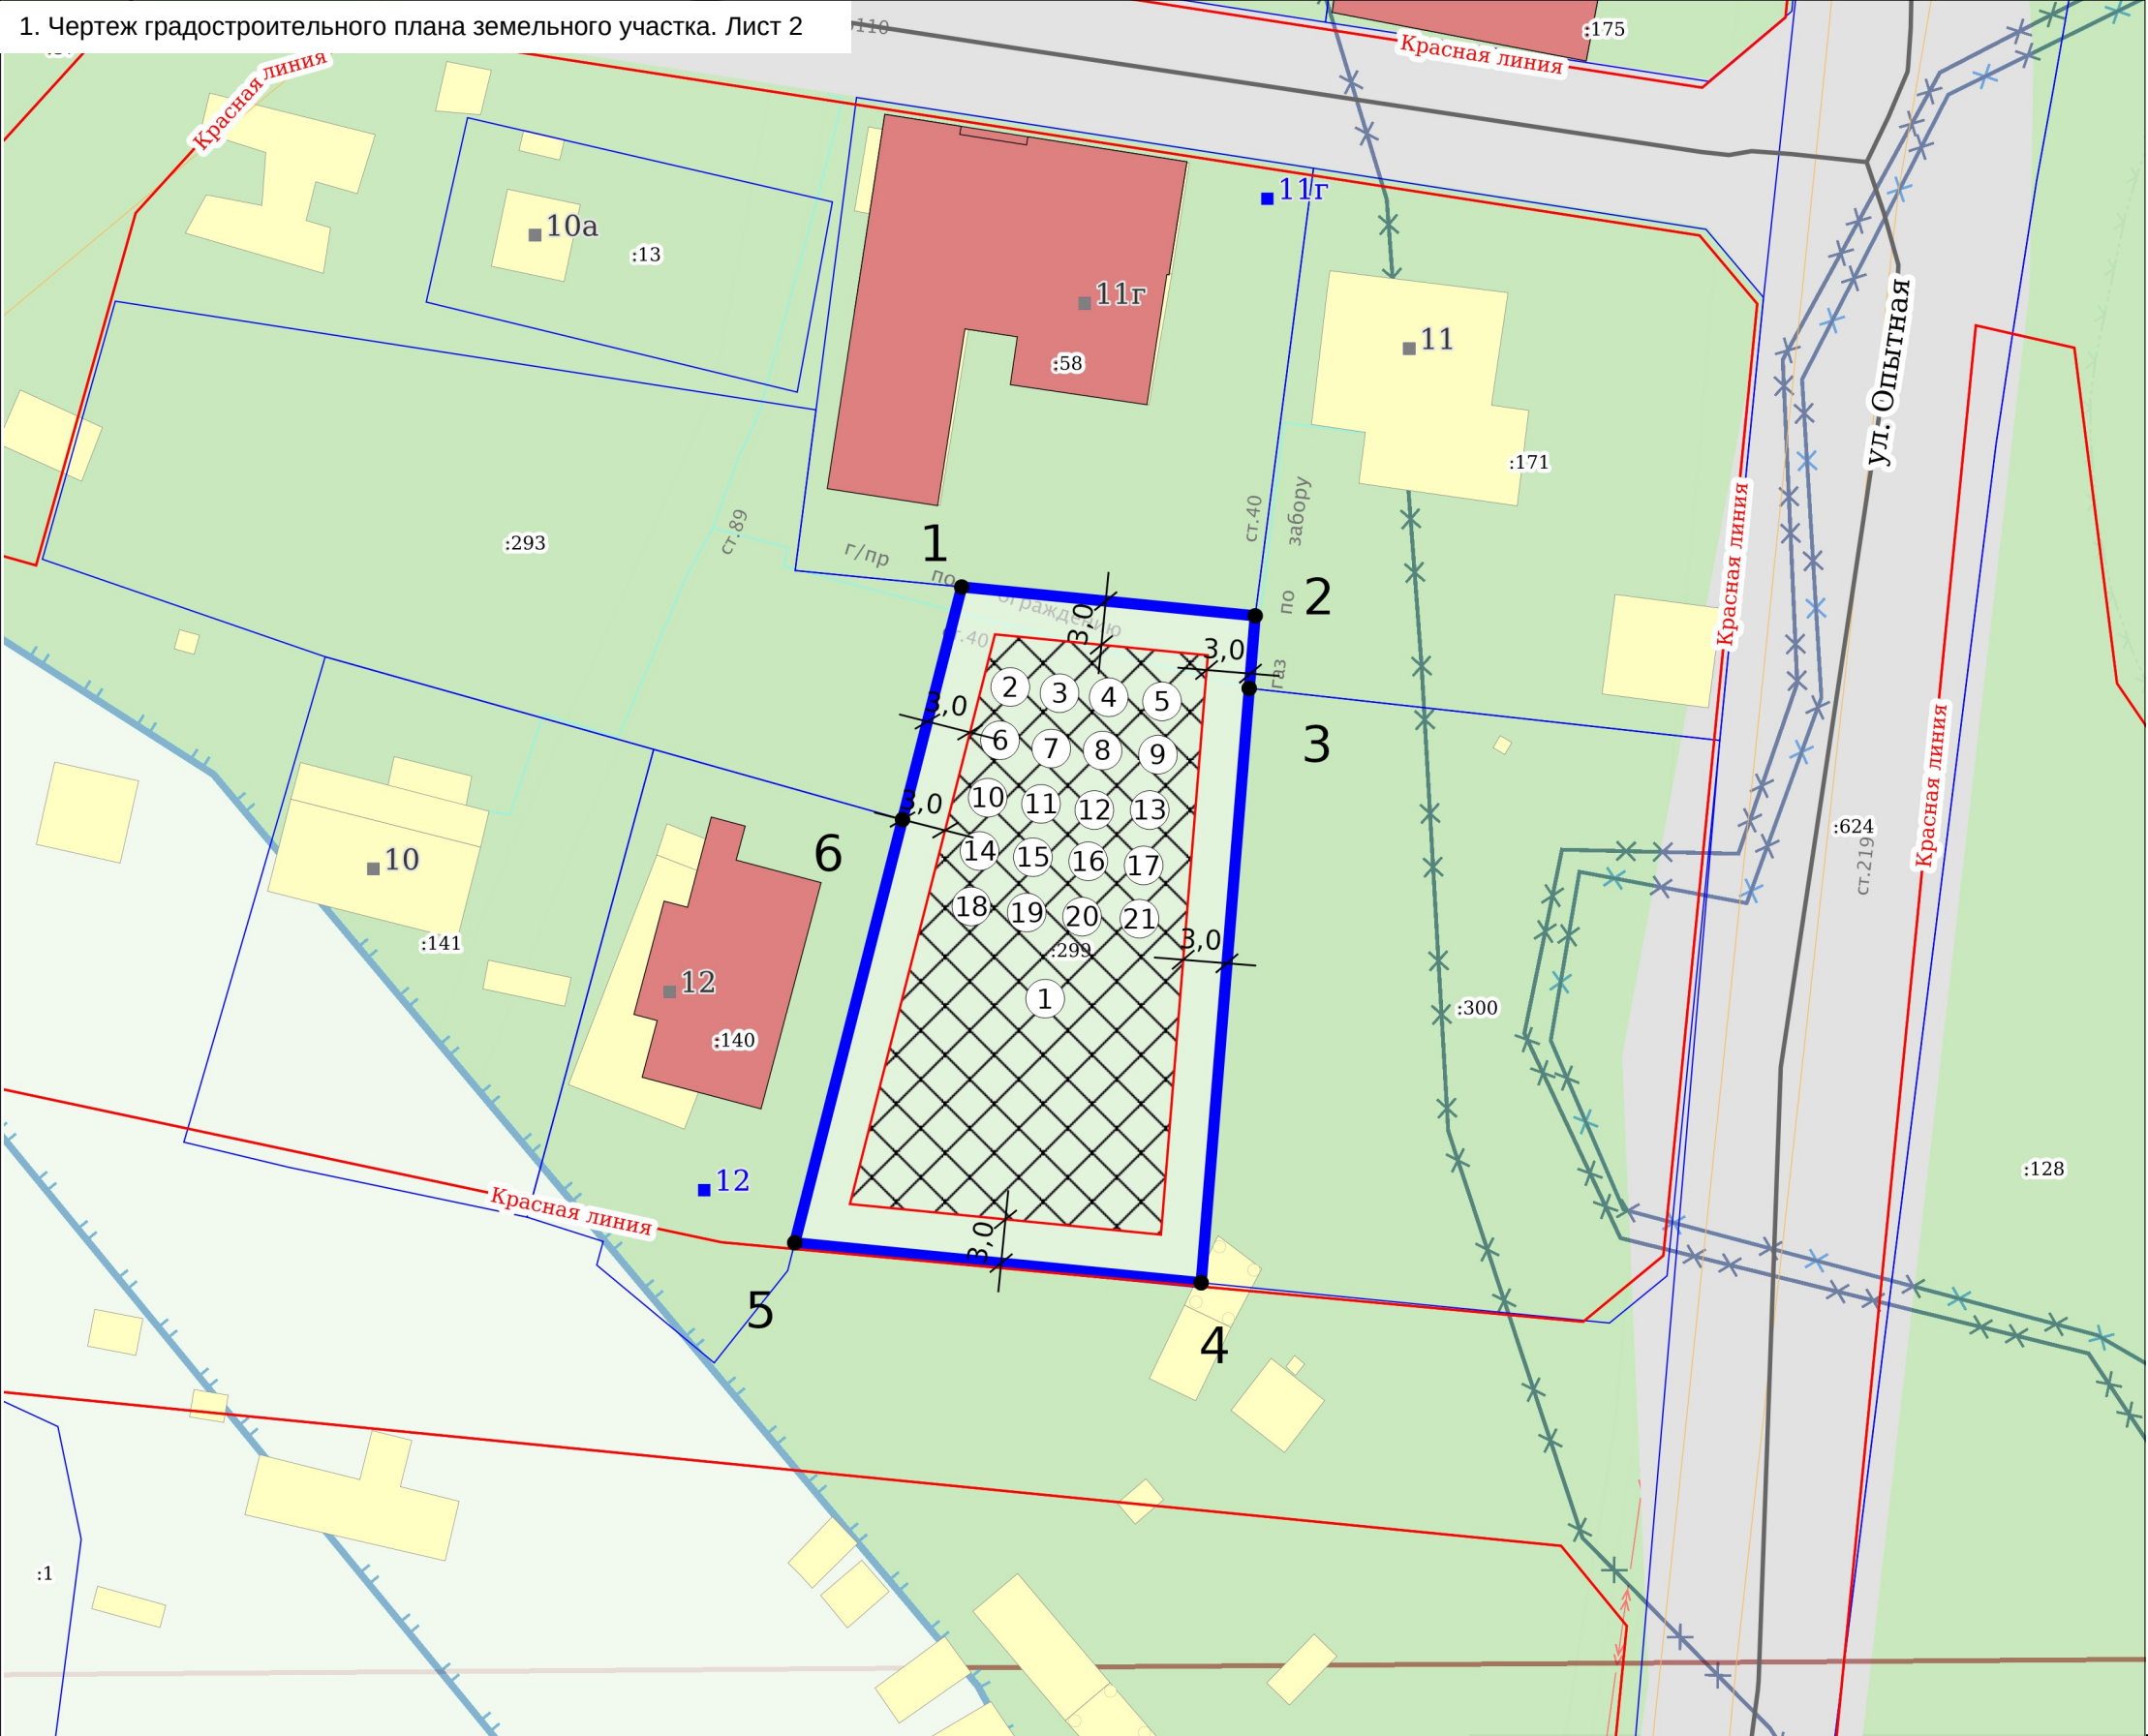 1. Чертеж градостроительного плана земельного участка. Лист 2
110
:175
Красная линия
Красная линия
11г
10а
:13
11г
11
:58
ул. Опытная
:171
ст.40
забору
ст.89
:293
г/пр
по
1
2
по
ограждению
ст.40
3,0
3,0
газ
Красная линия
3
2
3
4
5
3,0
6
7
8
9
3,0
10
11
12
13
6
14
15
16
17
18
19
20
21
:299
3,0
1
10
:141
12
:140
:624
ст.219
Красная линия
:300
:128
12
Красная линия
3,0
5
4
:1